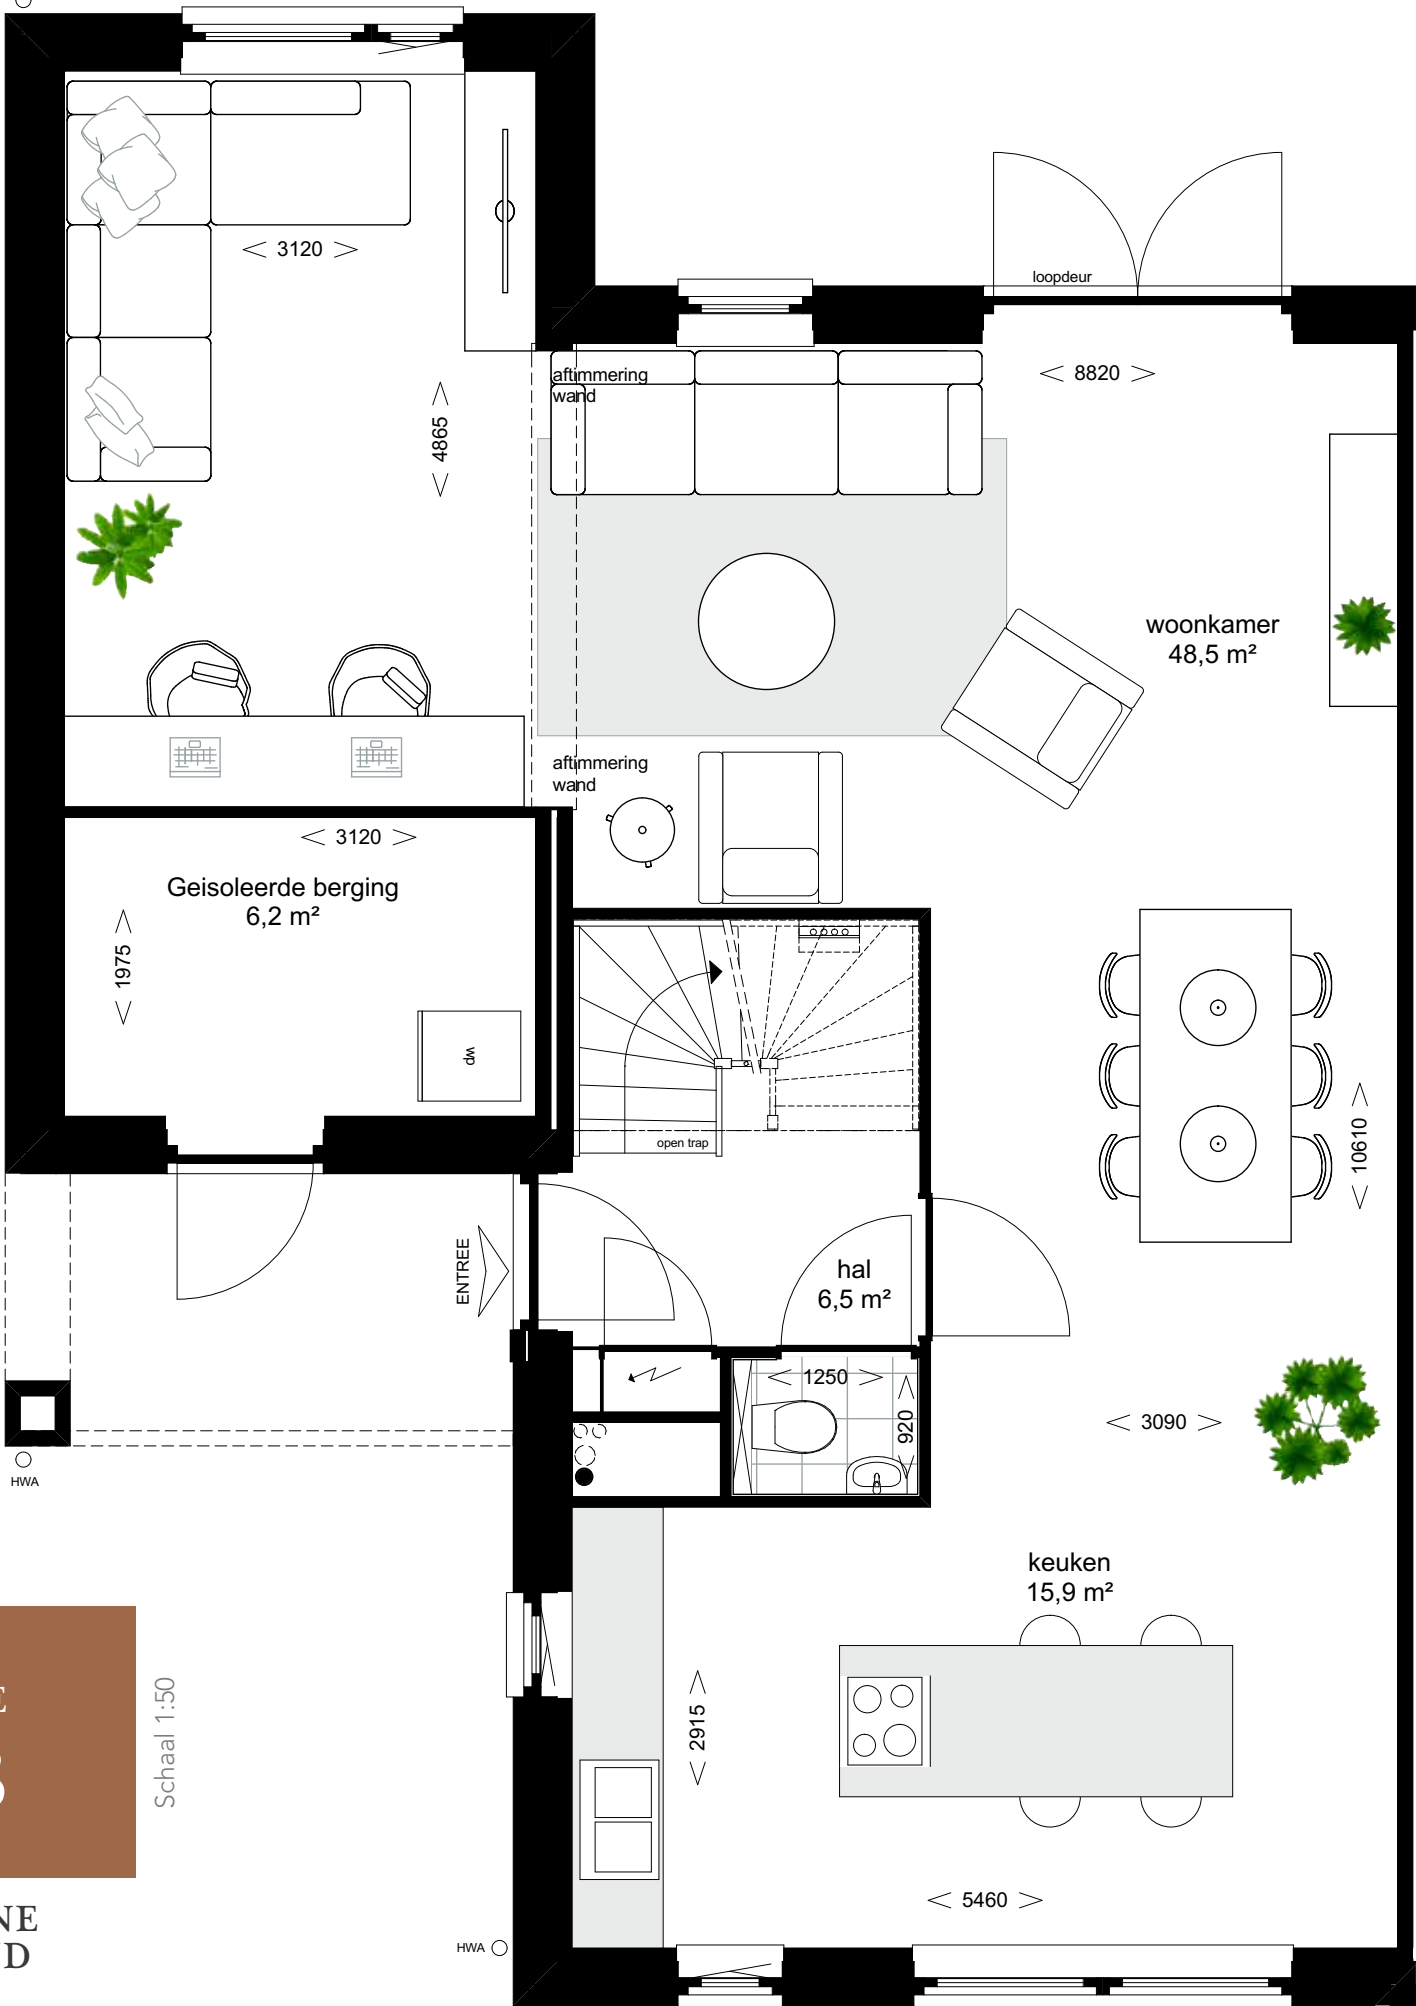 3120
loopdeur
aftimmering
wand
8820
4865
woonkamer
48,5 m²
aftimmering
wand
3120
Geisoleerde berging
6,2 m²
1975
wp
open trap
10610
ENTREE
hal
6,5 m²
1250
920
3090
HWA
keuken
15,9 m²
2915
Schaal 1:50
5460
HWA
E
NE
D